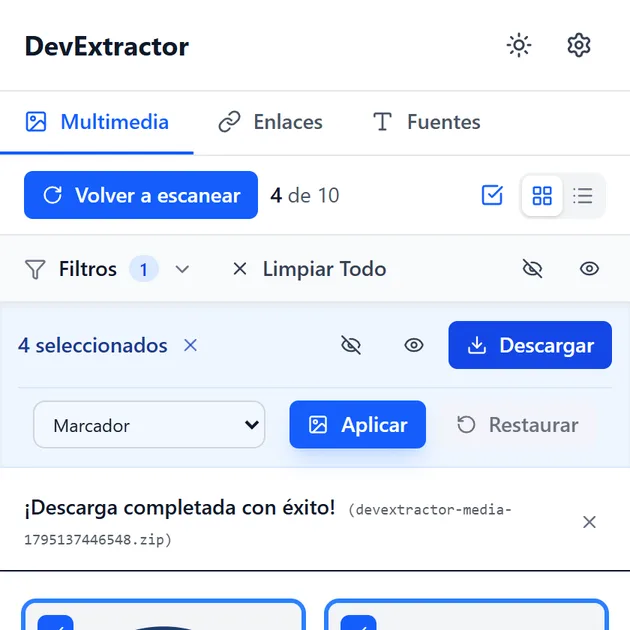 DevExtractor
Multimedia Enlaces Fuentes
Volver a escanear 4 de 10
Filtros 1 Limpiar Todo
4 seleccionados Descargar
Marcador Aplicar Restaurar
¡Descarga completada con éxito! (devextractor-media-
1795137446548.zip)